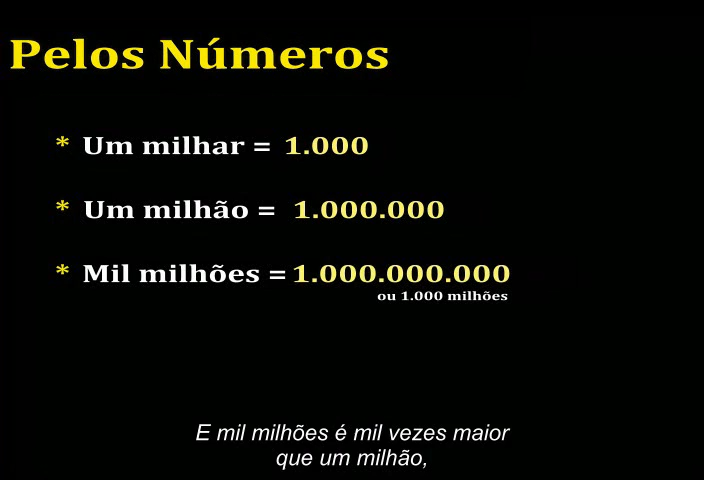 Pelos Números
* Um milhar = 1.000
* Um milhão = 1.000.000
* Mil milhões = 1.000.000.000
ou 1.000 milhões
E mil milhões é mil vezes maior
que um milhão,